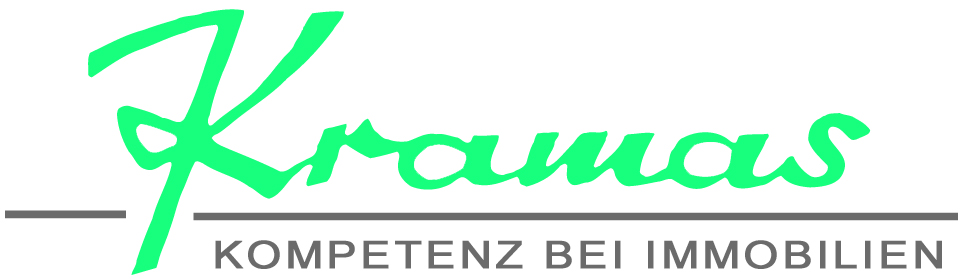 Kramas
KOMPETENZ BEI IMMOBILIEN